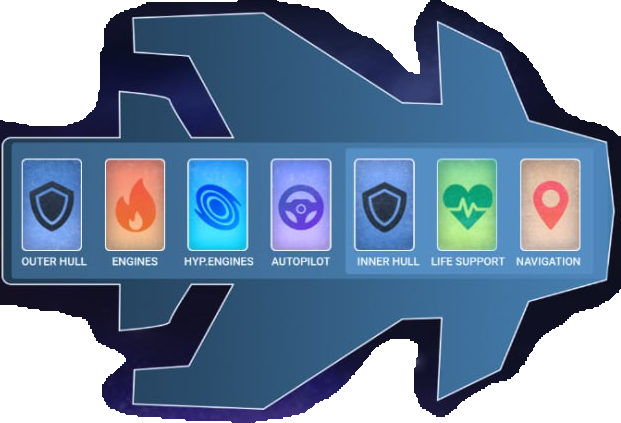 OUTER HULL
ENGINES
HYP.ENGINES
AUTOPILOT
INNER HULL
LIFE SUPPORT
NAVIGATION